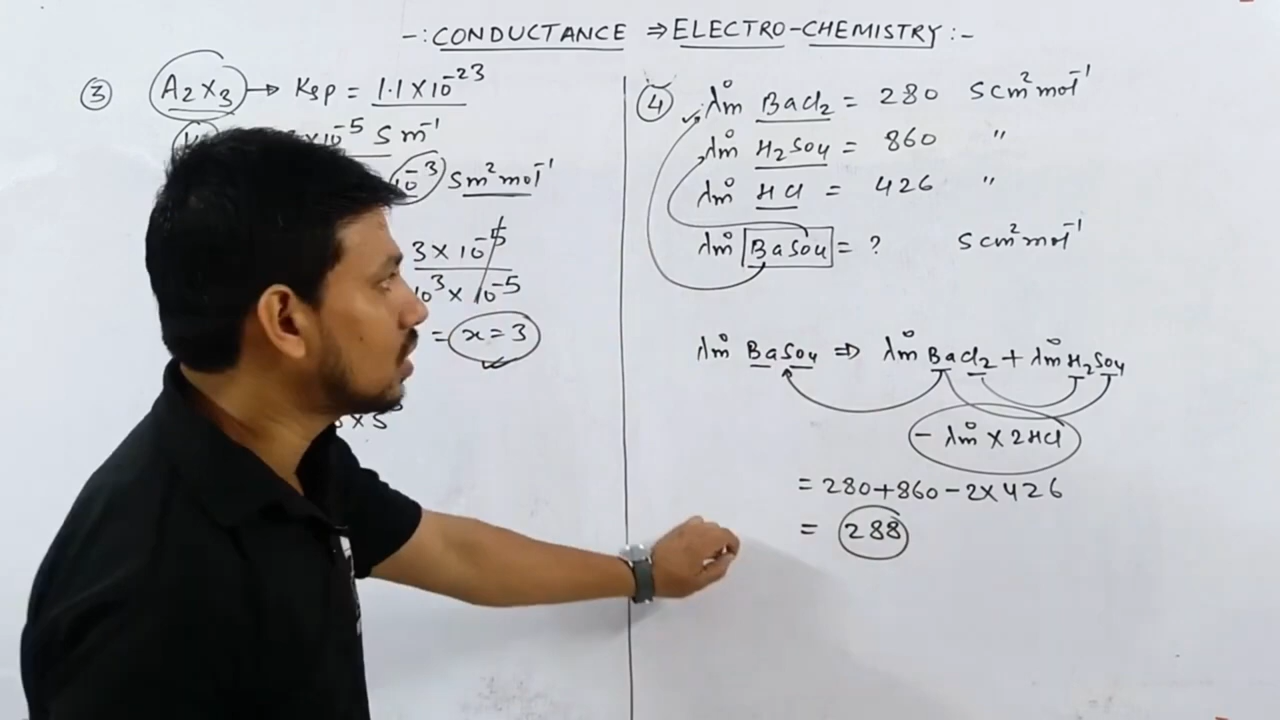 -: CONDUCTANCE ⇒ ELECTRO-CHEMISTRY :-
③ A₂X₃ → Ksp = 1.1 × 10⁻²³
× 10⁻⁵ S m⁻¹
10⁻³ Sm² mol⁻¹
3 × 10⁻⁵
10³ × 10⁻⁵
= x = 3
× 5
④ λ°m BaCl₂ = 280 S cm² mol⁻¹
λ°m H₂SO₄ = 860 "
λ°m HCl = 426 "
λ°m BaSO₄ = ? S cm² mol⁻¹
λ°m BaSO₄ ⇒ λ°m BaCl₂ + λ°m H₂SO₄
- λ°m × 2HCl
= 280 + 860 - 2 × 426
= 288